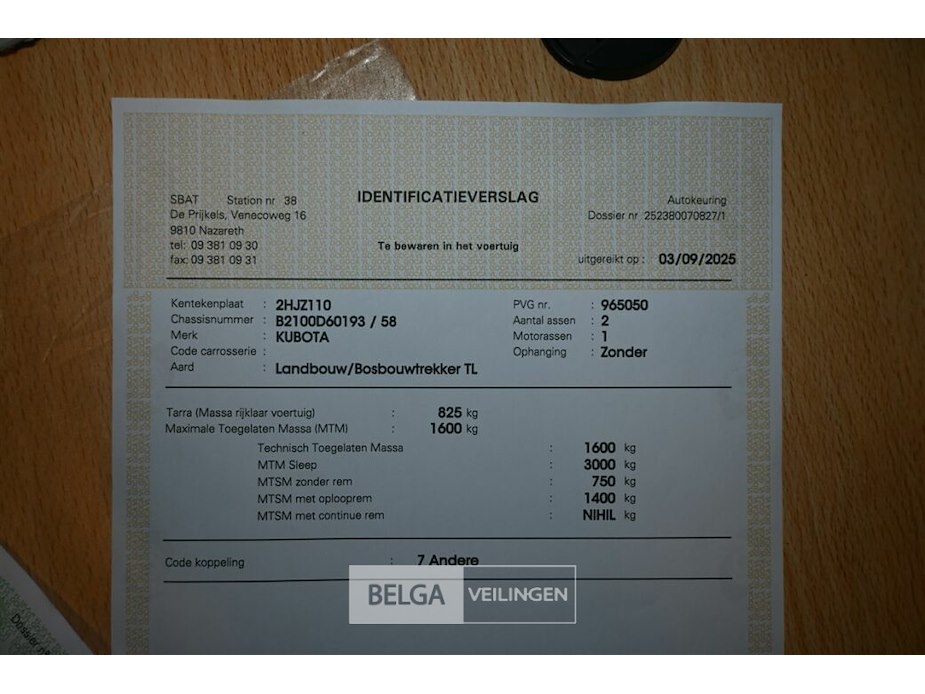 SBAT Station nr 38
De Prijkels, Venecoweg 16
9810 Nazareth
tel: 09 381 09 30
fax: 09 381 09 31
IDENTIFICATIEVERSLAG
Te bewaren in het voertuig
Autokeuring
Dossier nr 252380070827/1
uitgereikt op : 03/09/2025
Kentekenplaat : 2HJZ110
Chassisnummer : B2100D60193 / 58
Merk : KUBOTA
Code carrosserie :
Aard : Landbouw/Bosbouwtrekker TL
PVG nr. : 965050
Aantal assen : 2
Motorassen : 1
Ophanging : Zonder
Tarra (Massa rijklaar voertuig) : 825 kg
Maximale Toegelaten Massa (MTM) : 1600 kg
Technisch Toegelaten Massa : 1600 kg
MTM Sleep : 3000 kg
MTSM zonder rem : 750 kg
MTSM met oplooprem : 1400 kg
MTSM met continue rem : NIHIL kg
Code koppeling : 7 Andere
BELGA VEILINGEN
Dossier n